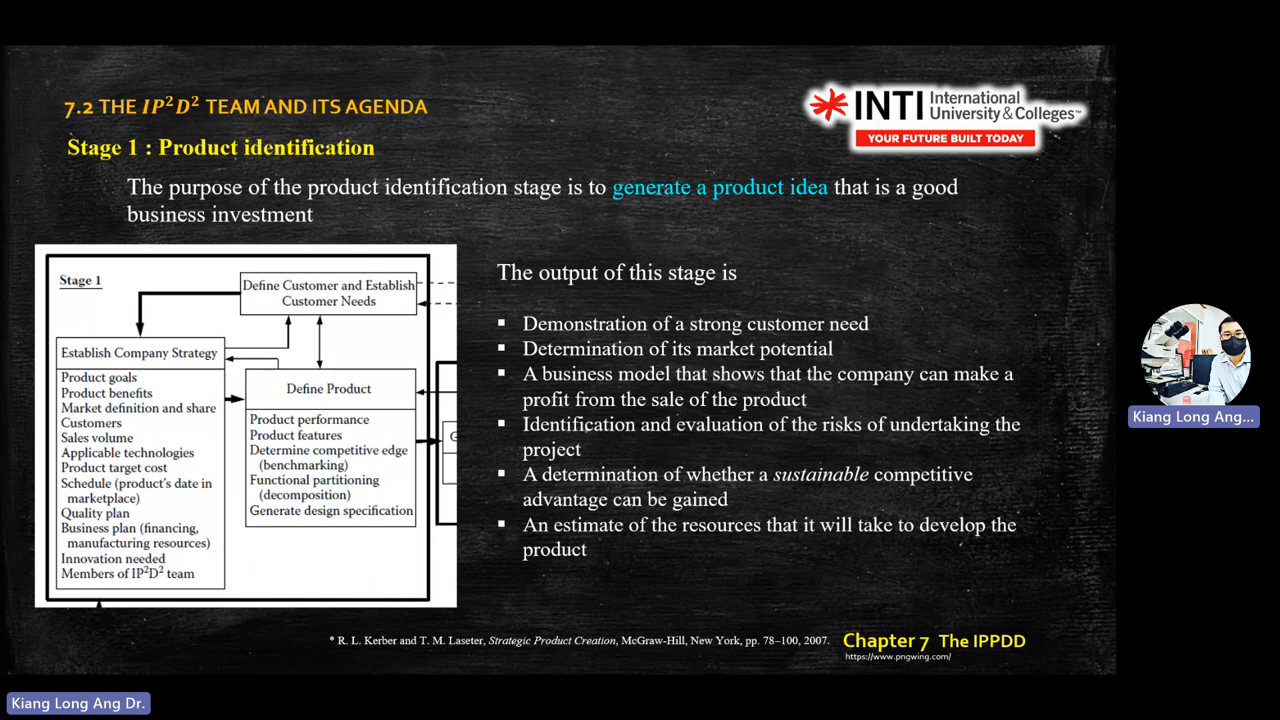 7.2 THE IP²D² TEAM AND ITS AGENDA
INTI International
University & Colleges™
YOUR FUTURE BUILT TODAY
Stage 1 : Product identification
The purpose of the product identification stage is to generate a product idea that is a good
business investment
Stage 1
Define Customer and Establish
Customer Needs
Establish Company Strategy
Product goals
Product benefits
Market definition and share
Customers
Sales volume
Applicable technologies
Product target cost
Schedule (product's date in
marketplace)
Quality plan
Business plan (financing,
manufacturing resources)
Innovation needed
Members of IP²D² team
Define Product
Product performance
Product features
Determine competitive edge
(benchmarking)
Functional partitioning
(decomposition)
Generate design specification
The output of this stage is
▪ Demonstration of a strong customer need
▪ Determination of its market potential
▪ A business model that shows that the company can make a
profit from the sale of the product
▪ Identification and evaluation of the risks of undertaking the
project
▪ A determination of whether a sustainable competitive
advantage can be gained
▪ An estimate of the resources that it will take to develop the
product
* R. L. Kerber and T. M. Laseter, Strategic Product Creation, McGraw-Hill, New York, pp. 78–100, 2007.
Chapter 7 The IPPDD
https://www.pngwing.com/
Kiang Long Ang...
Kiang Long Ang Dr.